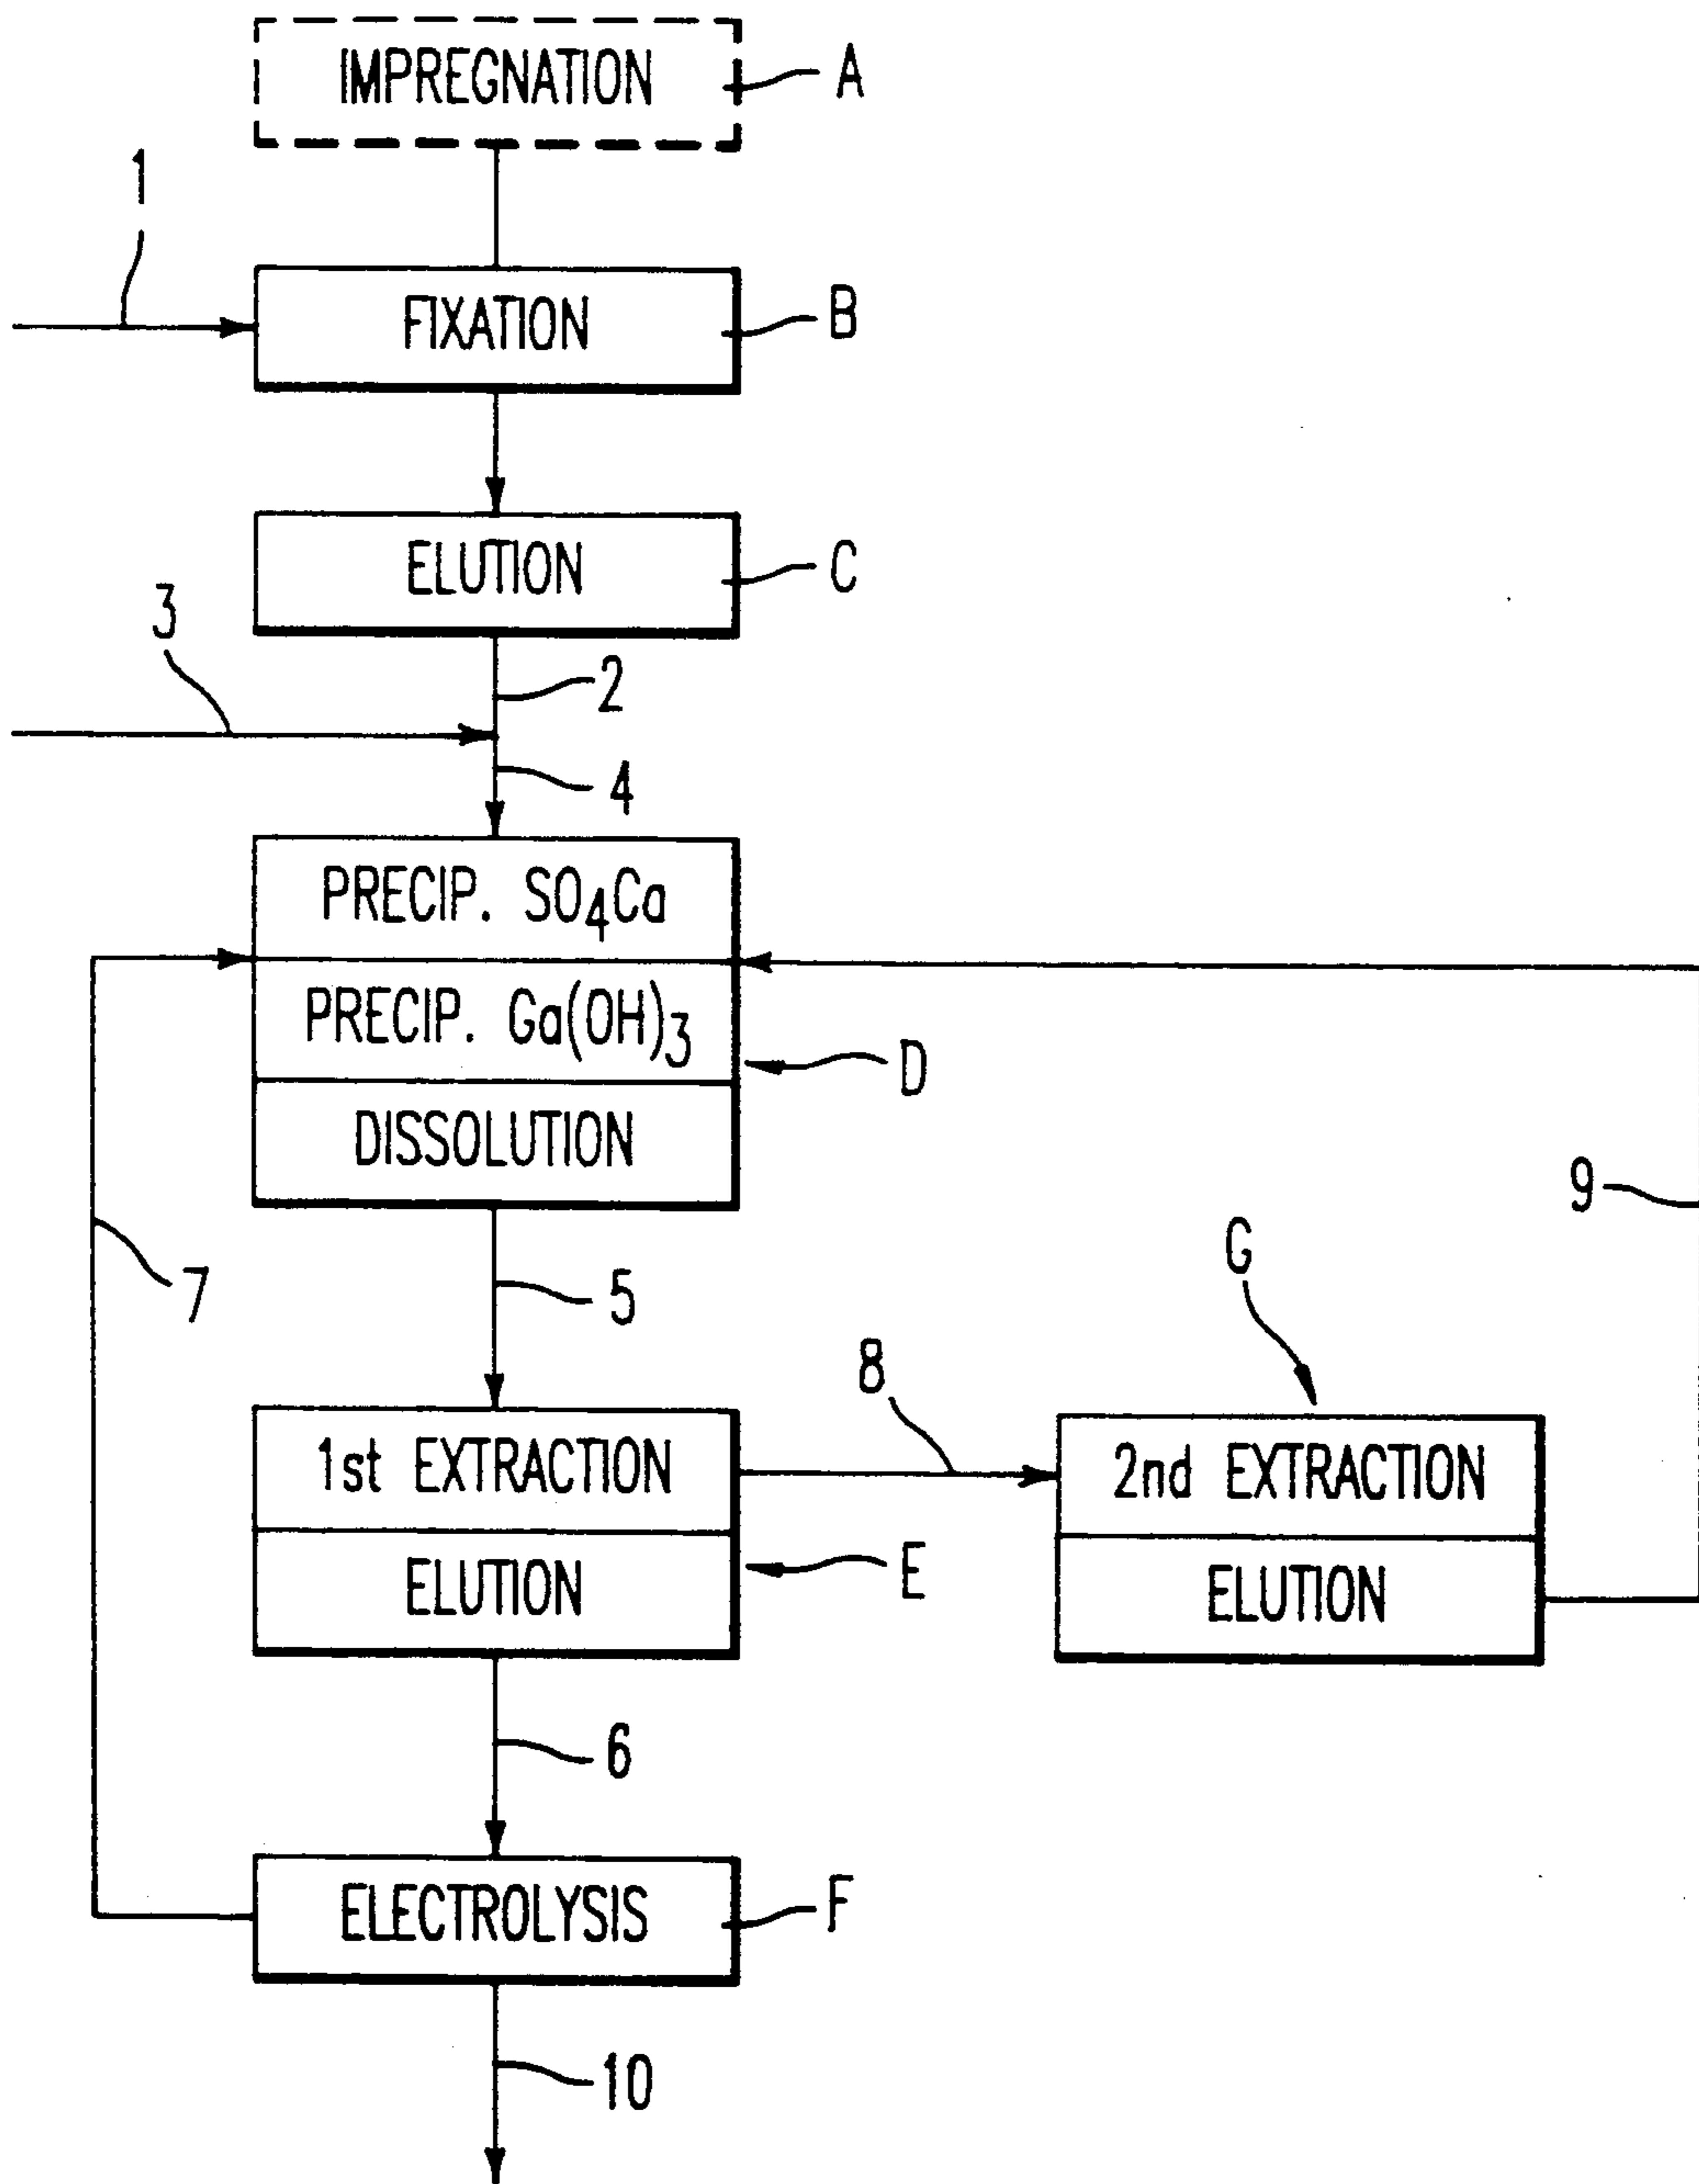 IMPREGNATION
A
1
FIXATION
B
ELUTION
C
3
2
4
PRECIP. SO₄Ca
PRECIP. Ga(OH)₃
D
DISSOLUTION
9
7
5
G
8
1st EXTRACTION
2nd EXTRACTION
ELUTION
E
ELUTION
6
ELECTROLYSIS
F
10